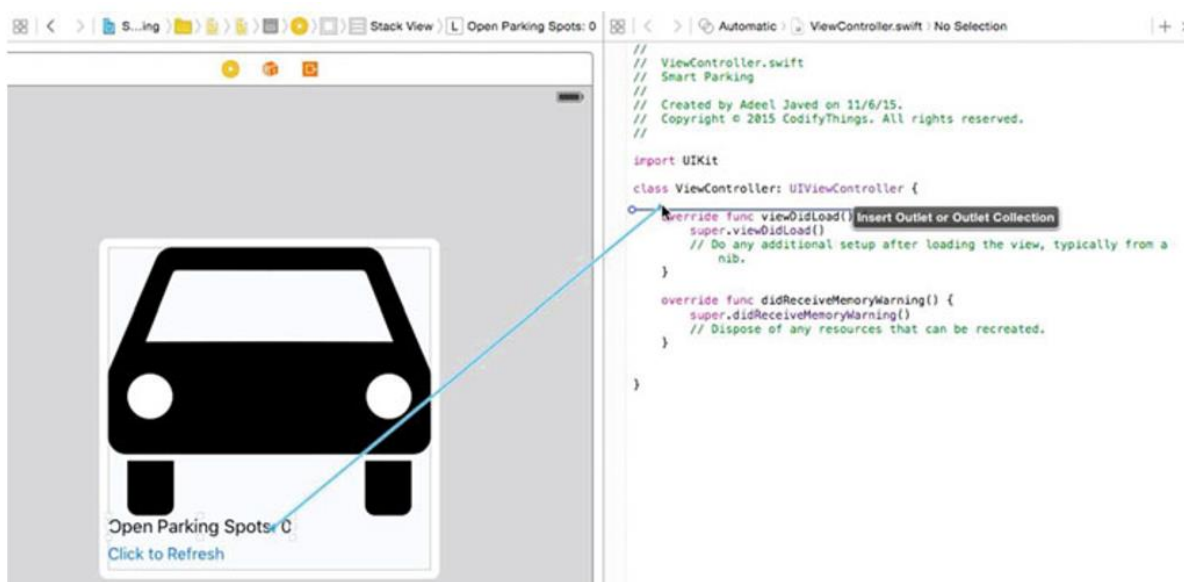 S...ing Stack View L Open Parking Spots: 0
Automatic ViewController.swift No Selection
Open Parking Spots: 0
Click to Refresh
//
// ViewController.swift
// Smart Parking
//
// Created by Adeel Javed on 11/6/15.
// Copyright © 2015 CodifyThings. All rights reserved.
//
import UIKit
class ViewController: UIViewController {
override func viewDidLoad() Insert Outlet or Outlet Collection
super.viewDidLoad()
// Do any additional setup after loading the view, typically from a
nib.
}
override func didReceiveMemoryWarning() {
super.didReceiveMemoryWarning()
// Dispose of any resources that can be recreated.
}
}